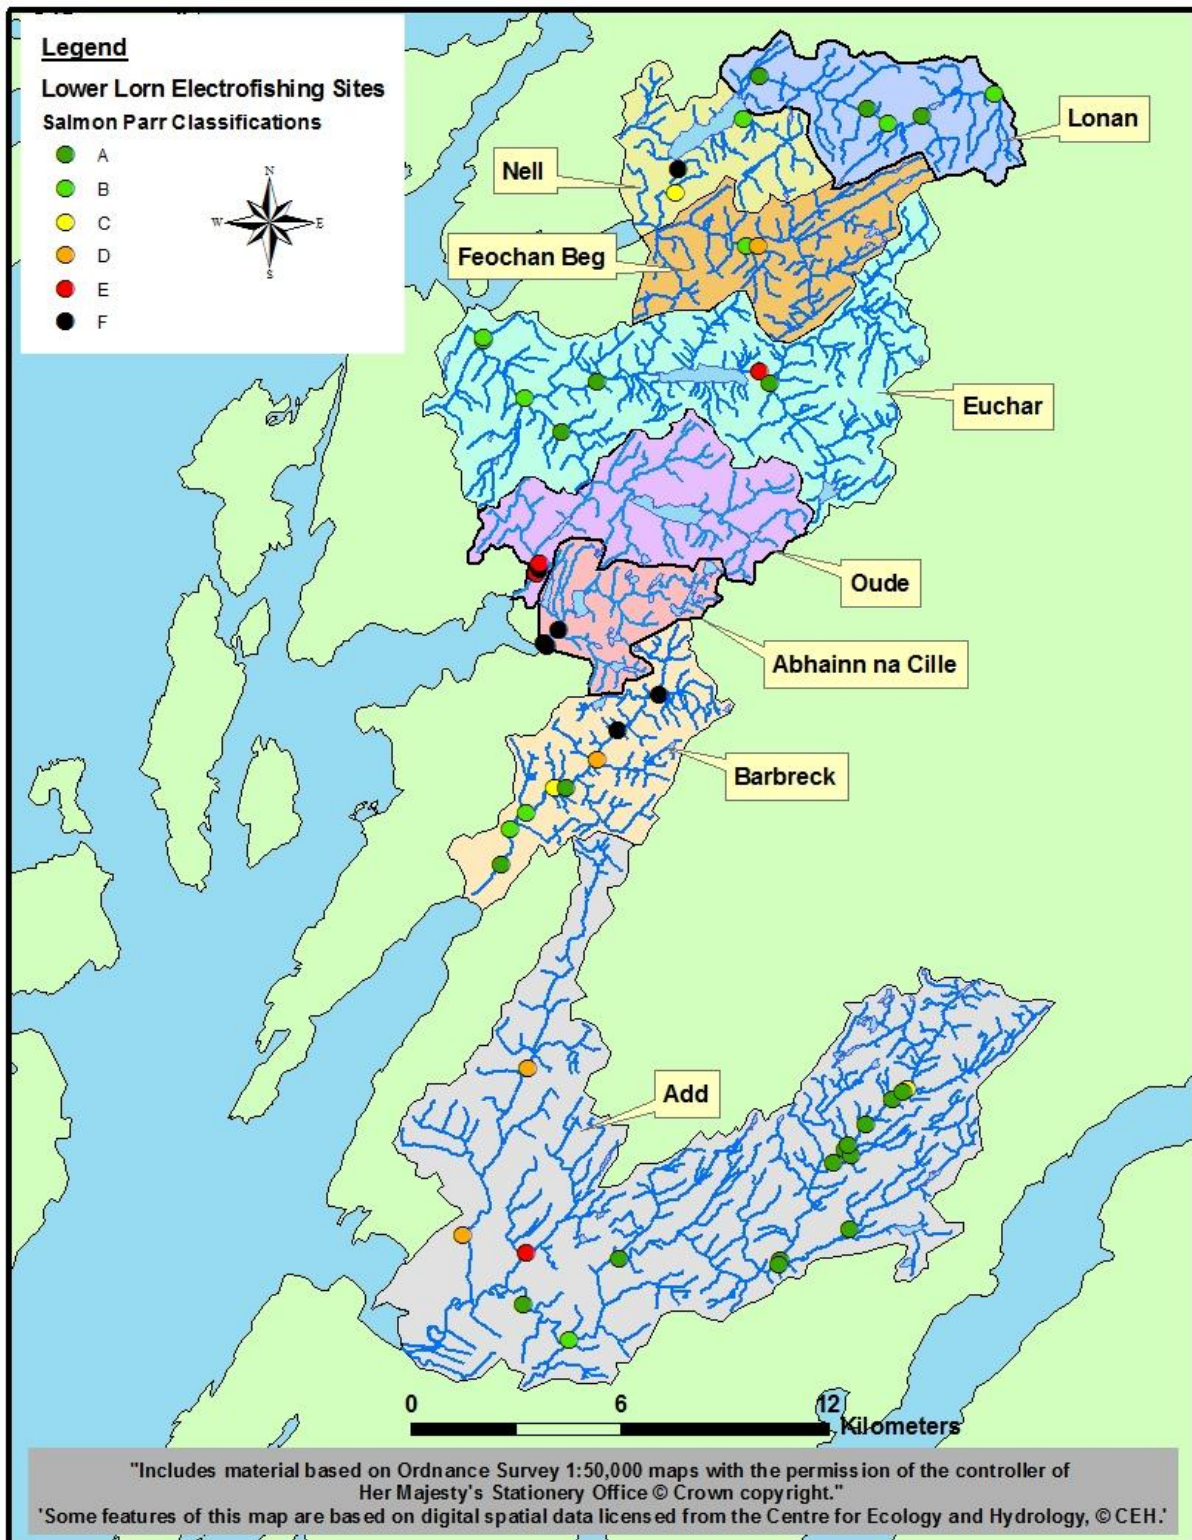 Legend
Lower Lorn Electrofishing Sites
Salmon Parr Classifications
A
B
C
D
E
F
N
W
E
S
Lonan
Nell
Feochan Beg
Euchar
Oude
Abhainn na Cille
Barbreck
Add
0 6 12
Kilometers
"Includes material based on Ordnance Survey 1:50,000 maps with the permission of the controller of
Her Majesty's Stationery Office © Crown copyright."
'Some features of this map are based on digital spatial data licensed from the Centre for Ecology and Hydrology, © CEH.'